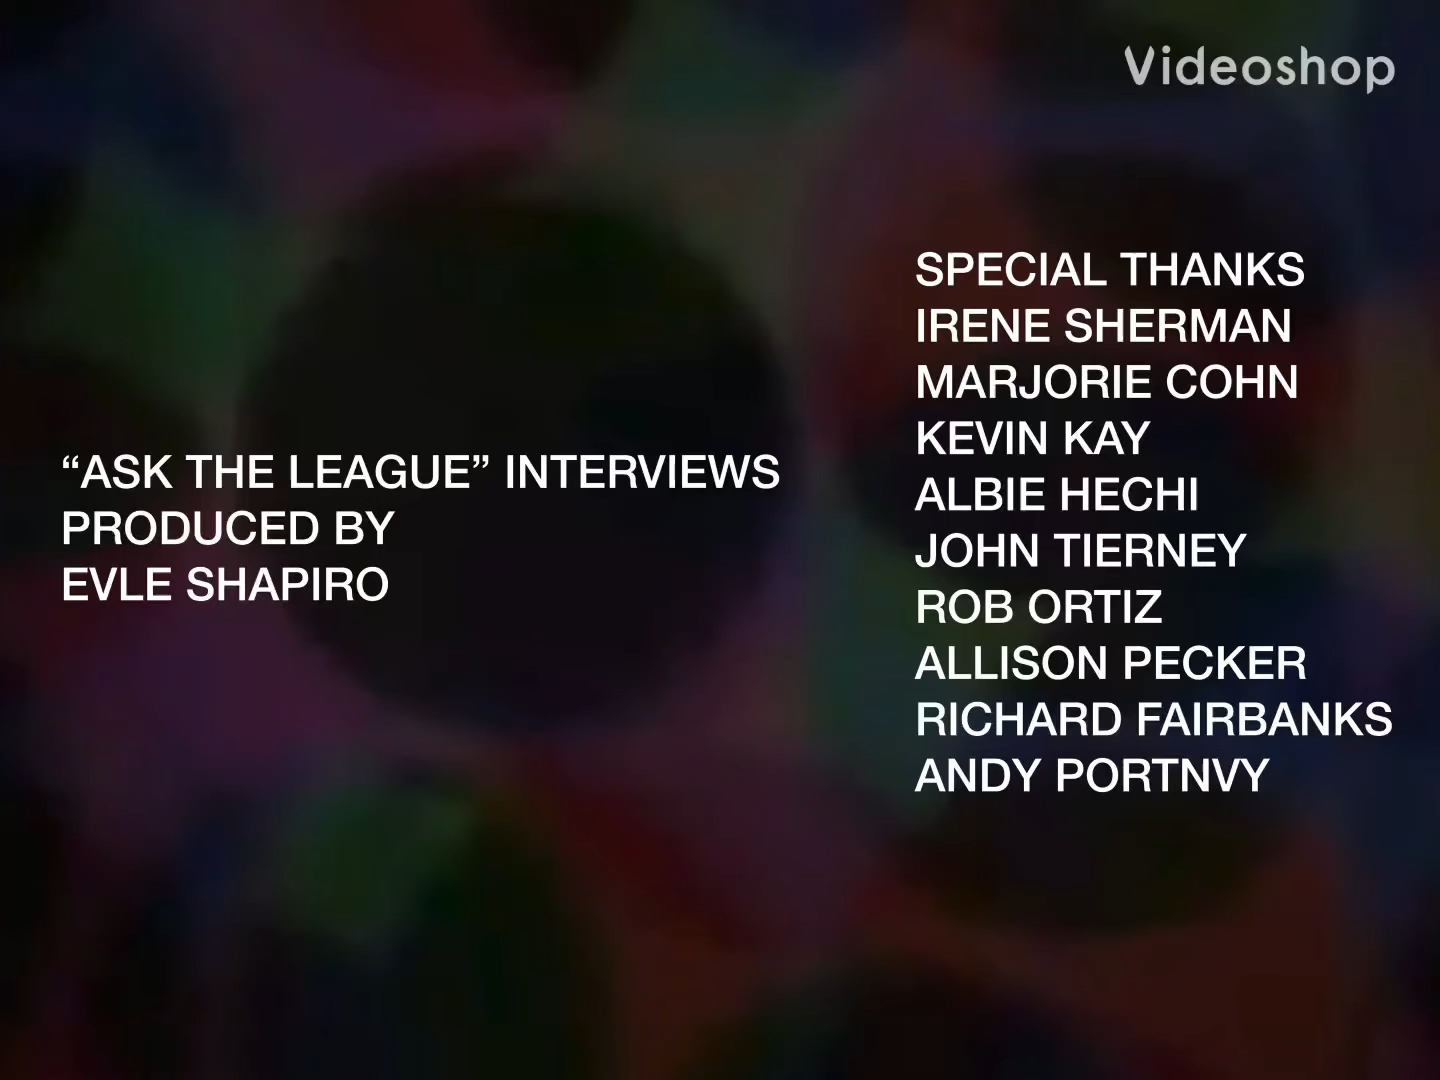 Videoshop
“ASK THE LEAGUE” INTERVIEWS
PRODUCED BY
EVLE SHAPIRO
SPECIAL THANKS
IRENE SHERMAN
MARJORIE COHN
KEVIN KAY
ALBIE HECHI
JOHN TIERNEY
ROB ORTIZ
ALLISON PECKER
RICHARD FAIRBANKS
ANDY PORTNVY